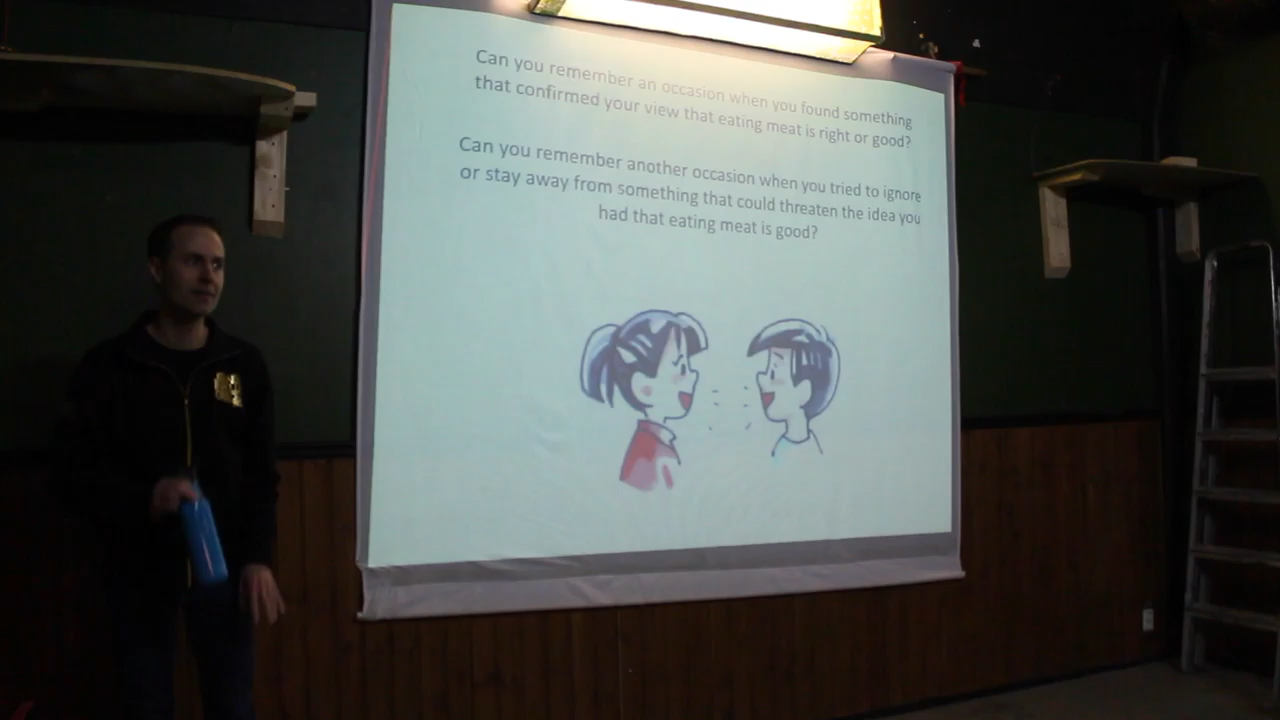 Can you remember an occasion when you found something
that confirmed your view that eating meat is right or good?
Can you remember another occasion when you tried to ignore
or stay away from something that could threaten the idea you
had that eating meat is good?